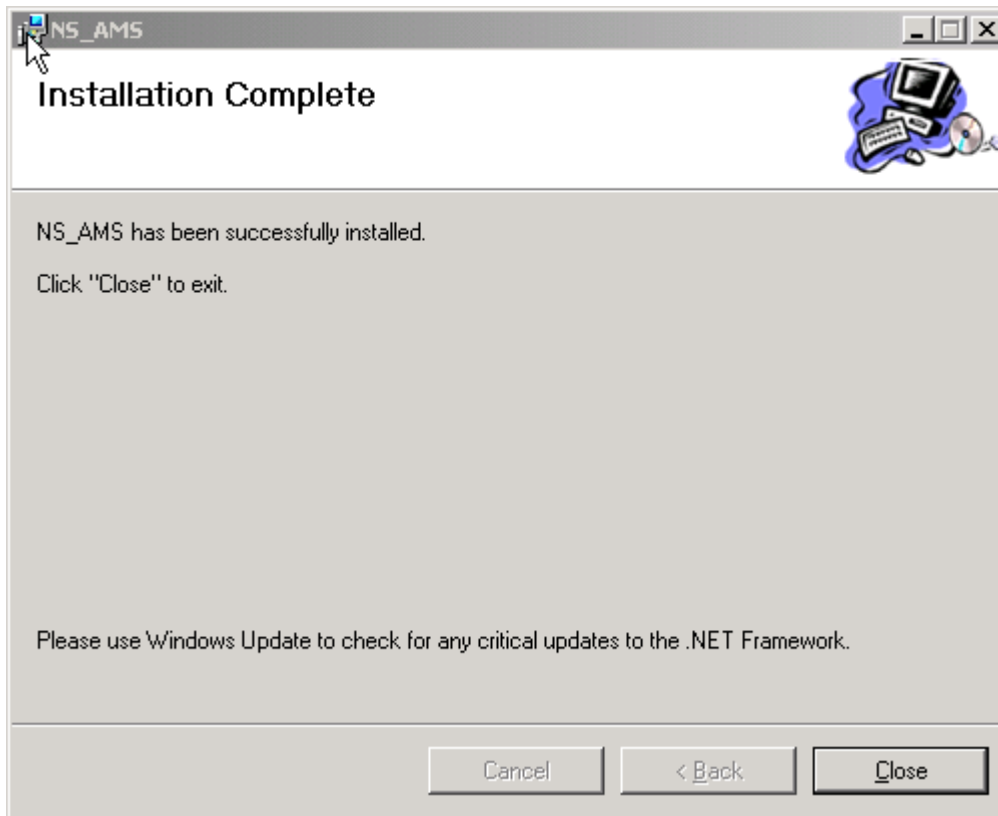 NS_AMS
Installation Complete
NS_AMS has been successfully installed.
Click "Close" to exit.
Please use Windows Update to check for any critical updates to the .NET Framework.
Cancel
< Back
Close